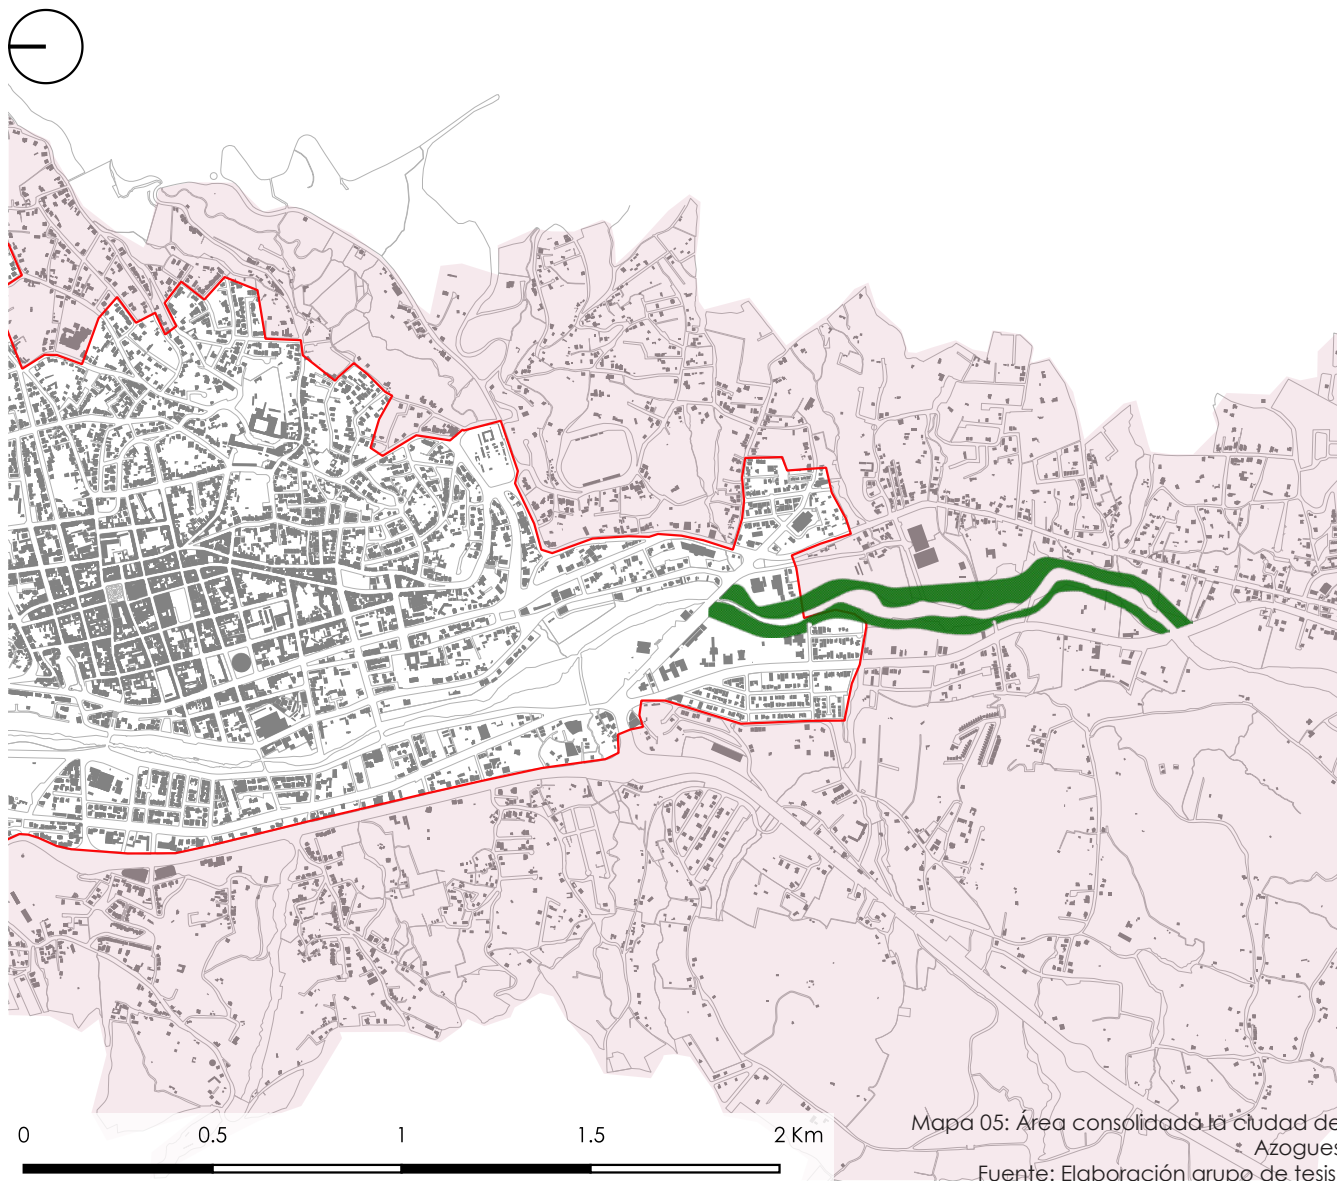 0 0.5 1 1.5 2 Km
Mapa 05: Área consolidada la ciudad de
Azogues
Fuente: Elaboración grupo de tesis